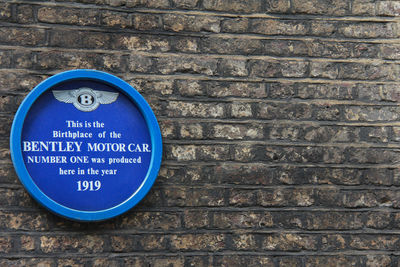 B
This is the
Birthplace of the
BENTLEY MOTOR CAR.
NUMBER ONE was produced
here in the year
1919